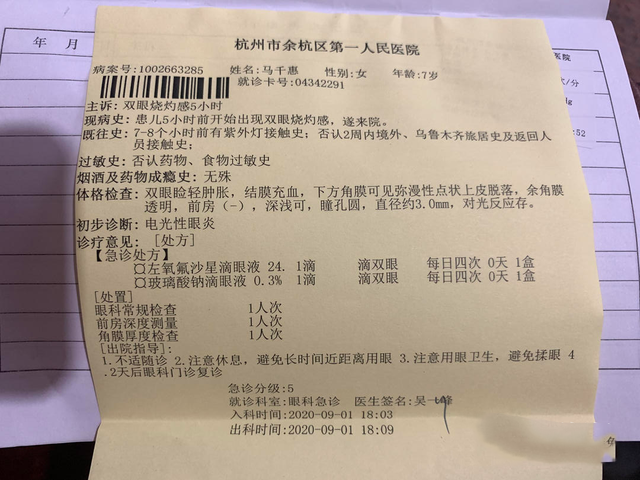 年 月
杭州市余杭区第一人民医院
病案号:1002663285 姓名:马千惠 性别:女 年龄:7岁
就诊卡号:04342291
主诉: 双眼烧灼感5小时
现病史: 患儿5小时前开始出现双眼烧灼感，遂来院。
既往史: 7-8个小时前有紫外灯接触史；否认2周内境外、乌鲁木齐旅居史及返回人
员接触史；
过敏史: 否认药物、食物过敏史
烟酒及药物成瘾史: 无殊
体格检查: 双眼睑轻肿胀，结膜充血，下方角膜可见弥漫性点状上皮脱落，余角膜
透明，前房（-），深浅可，瞳孔圆，直径约3.0mm，对光反应存。
初步诊断: 电光性眼炎
诊疗意见: [处方]
【急诊处方】
¤左氧氟沙星滴眼液 24. 1滴 滴双眼 每日四次 0天 1盒
¤玻璃酸钠滴眼液 0.3% 1滴 滴双眼 每日四次 0天 1盒
[处置]
眼科常规检查 1人次
前房深度测量 1人次
角膜厚度检查 1人次
[出院指导]:
1.不适随诊 2.注意休息，避免长时间近距离用眼 3.注意用眼卫生，避免揉眼 4
.2天后眼科门诊复诊
急诊分级:5
就诊科室:眼科急诊 医生签名:吴一峰
入科时间:2020-09-01 18:03
出科时间:2020-09-01 18:09
医院
/分
:52